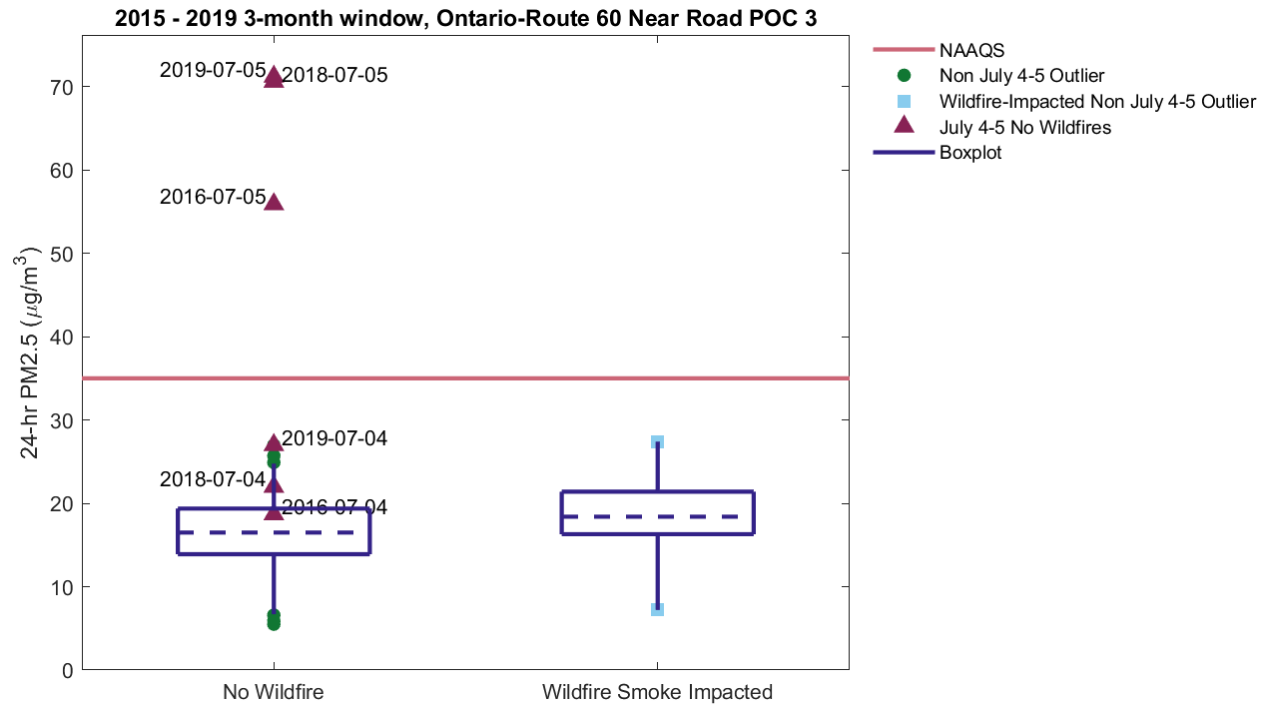 2015 - 2019 3-month window, Ontario-Route 60 Near Road POC 3
24-hr PM2.5 (μg/m³)
70
60
50
40
30
20
10
0
2019-07-05
2018-07-05
2016-07-05
2019-07-04
2018-07-04
2016-07-04
No Wildfire
Wildfire Smoke Impacted
NAAQS
Non July 4-5 Outlier
Wildfire-Impacted Non July 4-5 Outlier
July 4-5 No Wildfires
Boxplot